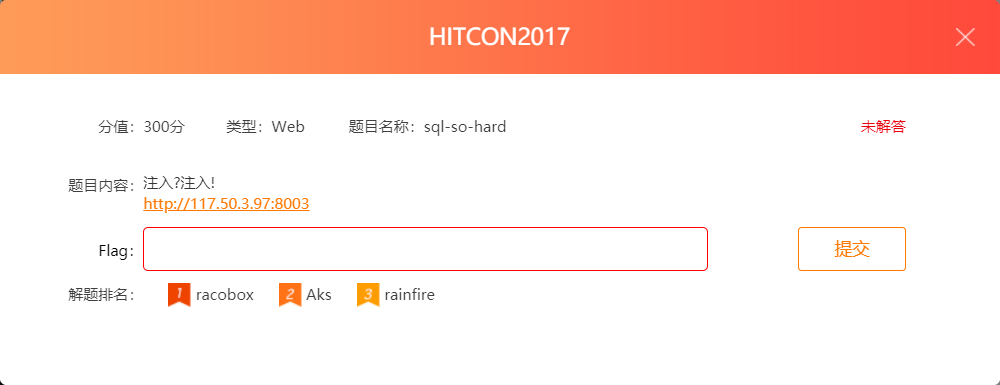 HITCON2017
分值：300分 类型：Web 题目名称：sql-so-hard 未解答
题目内容：注入?注入!
http://117.50.3.97:8003
Flag： 提交
解题排名： 1 racobox 2 Aks 3 rainfire